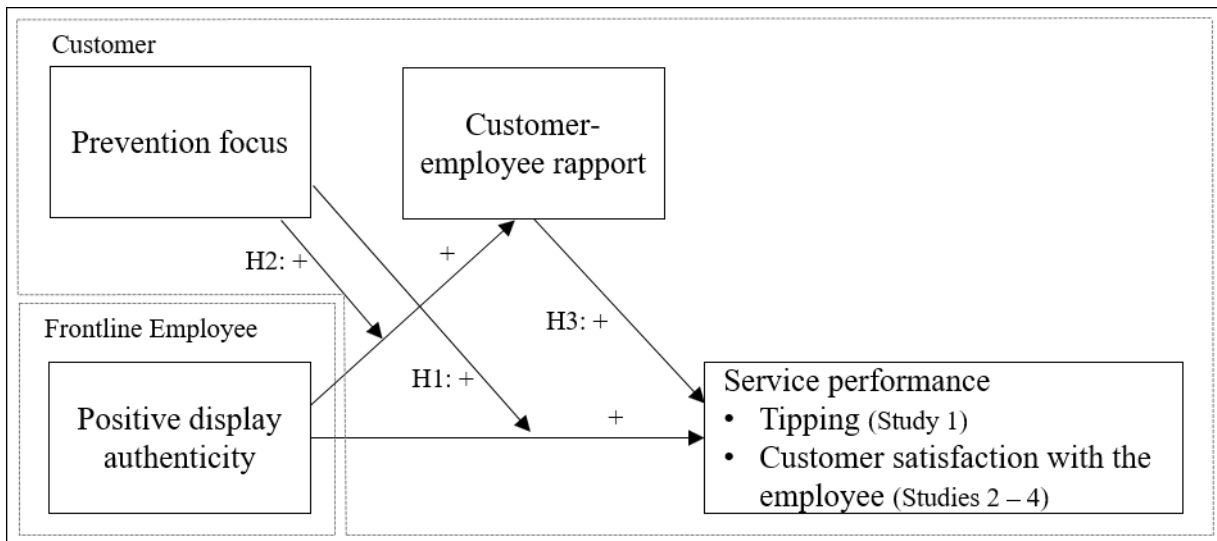 Customer
Prevention focus
Customer-
employee rapport
H2: +
+
Frontline Employee
H3: +
H1: +
Positive display
authenticity
+
Service performance
• Tipping (Study 1)
• Customer satisfaction with the
employee (Studies 2 – 4)